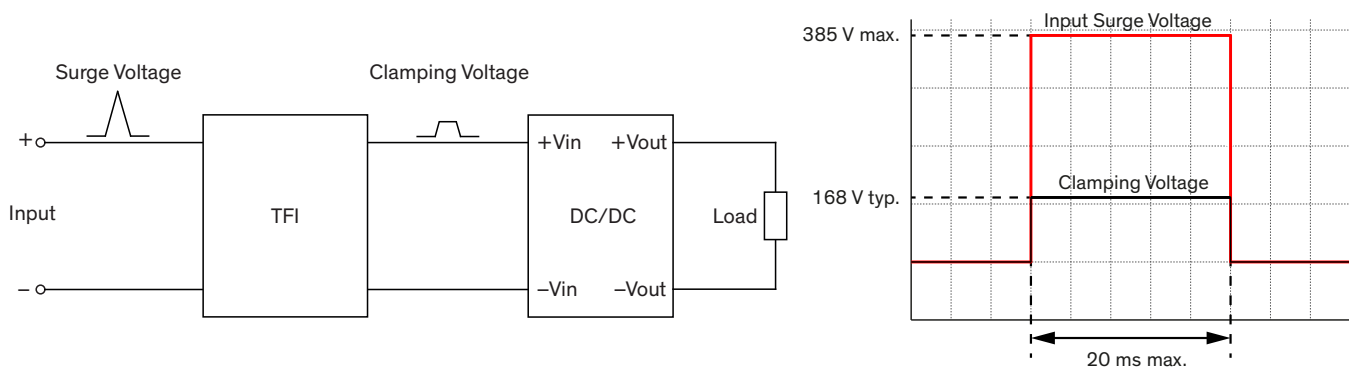 Surge Voltage
Clamping Voltage
+
+Vin
+Vout
Input
TFI
DC/DC
Load
–
–Vin
–Vout
385 V max.
Input Surge Voltage
168 V typ.
Clamping Voltage
20 ms max.